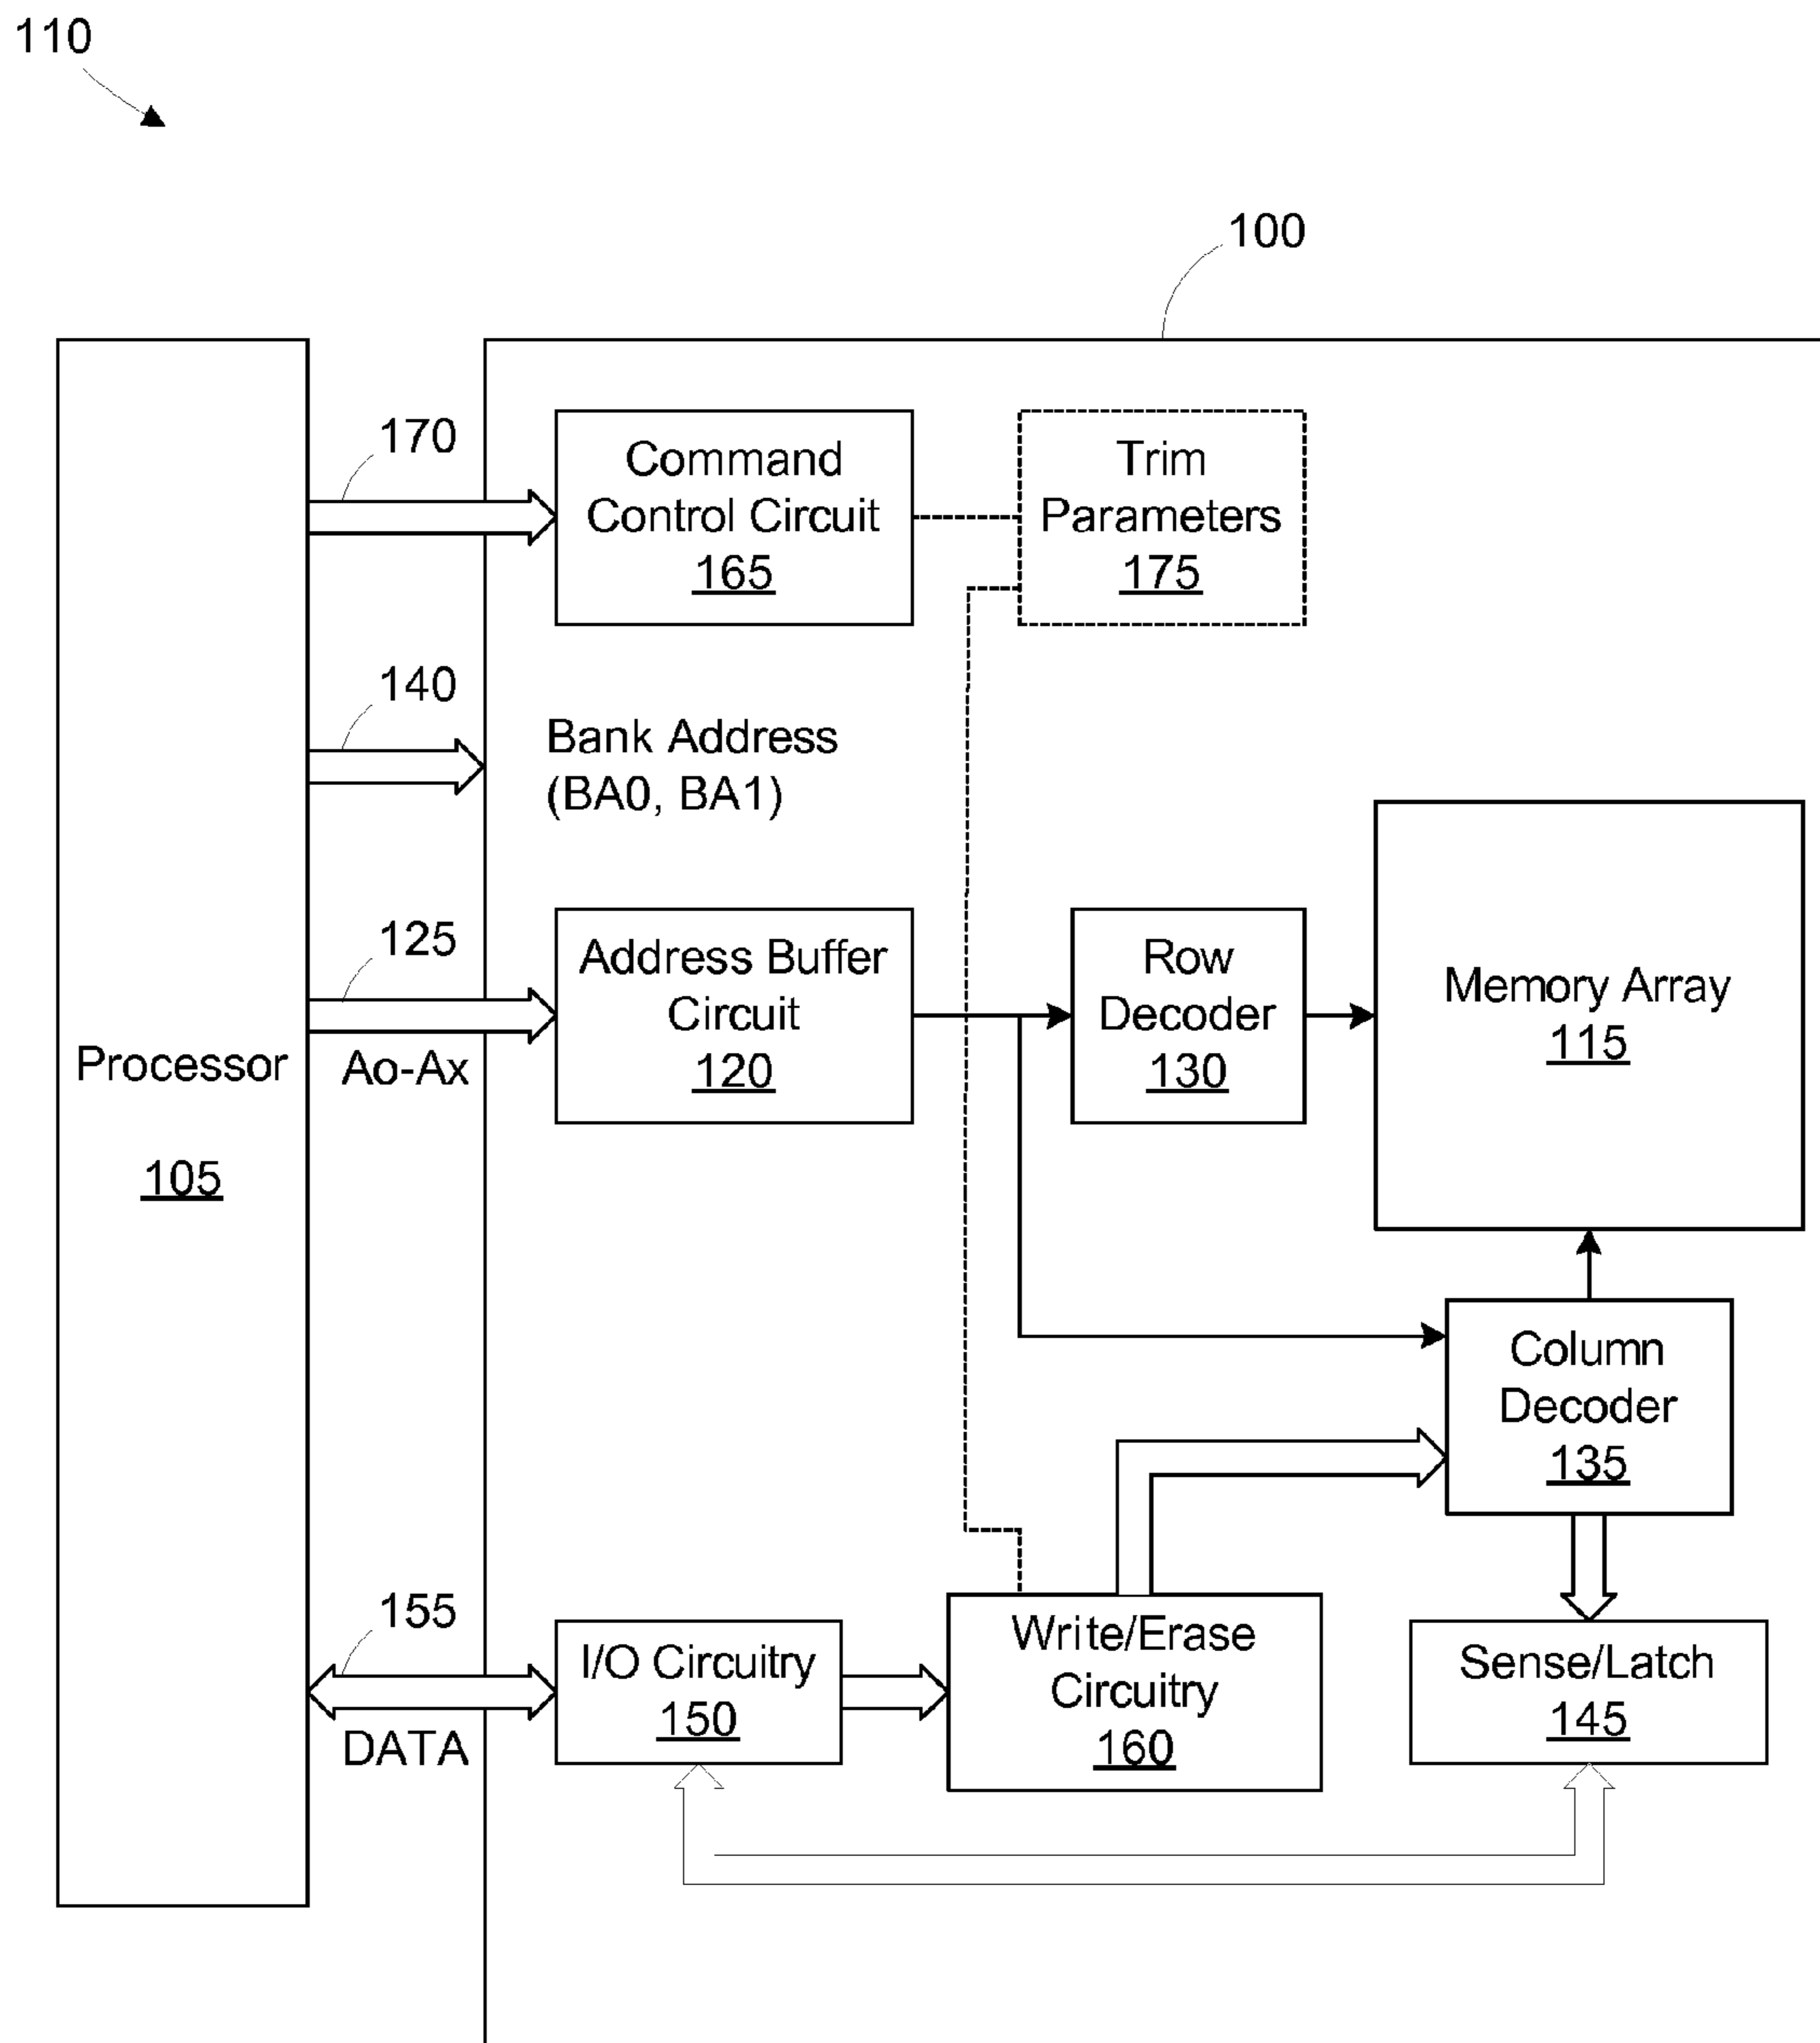 110
100
170
Command
Control Circuit
165
Trim
Parameters
175
140
Bank Address
(BA0, BA1)
125
Ao-Ax
Address Buffer
Circuit
120
Row
Decoder
130
Memory Array
115
Processor
105
Column
Decoder
135
155
DATA
I/O Circuitry
150
Write/Erase
Circuitry
160
Sense/Latch
145